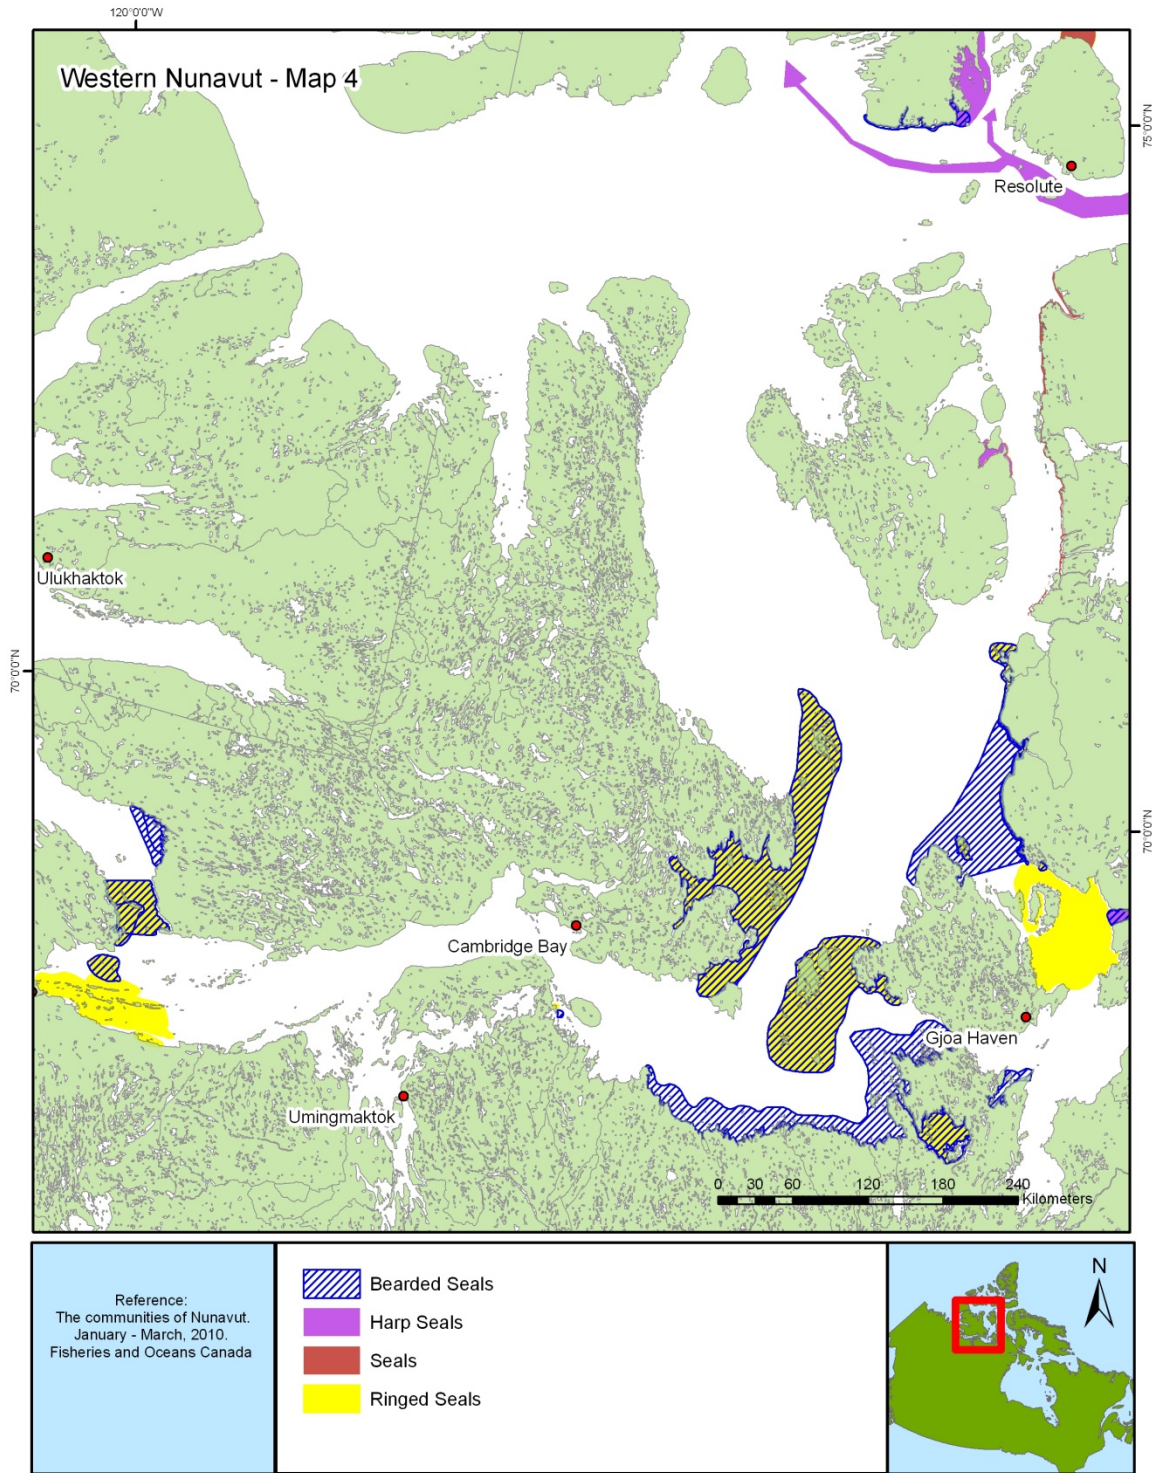 120°0'0"W
Western Nunavut - Map 4
75°0'0"N
Resolute
Ulukhaktok
70°0'0"N
70°0'0"N
Cambridge Bay
Gjoa Haven
Umingmaktok
0 30 60 120 180 240
Kilometers
Reference:
The communities of Nunavut.
January - March, 2010.
Fisheries and Oceans Canada
Bearded Seals
Harp Seals
Seals
Ringed Seals
N